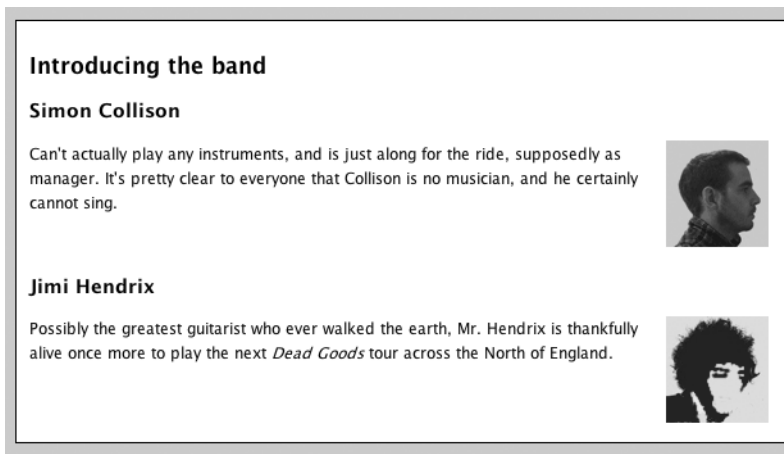 Introducing the band
Simon Collison
Can't actually play any instruments, and is just along for the ride, supposedly as
manager. It's pretty clear to everyone that Collison is no musician, and he certainly
cannot sing.
Jimi Hendrix
Possibly the greatest guitarist who ever walked the earth, Mr. Hendrix is thankfully
alive once more to play the next Dead Goods tour across the North of England.